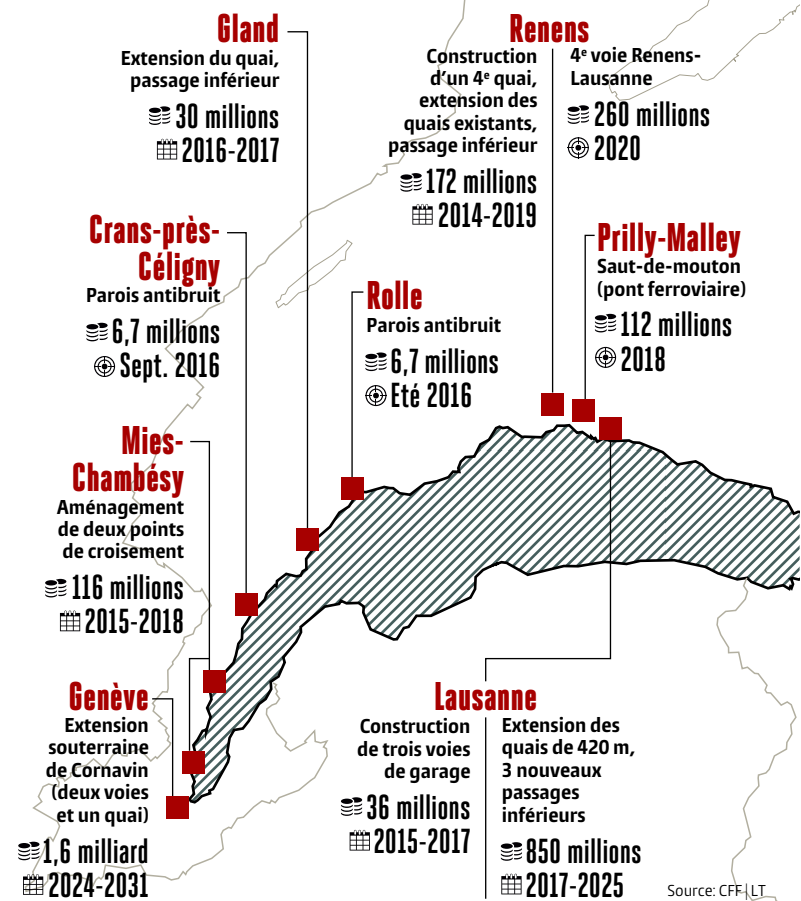 Gland
Extension du quai,
passage inférieur
30 millions
2016-2017
Renens
Construction
d’un 4e quai,
extension des
quais existants,
passage inférieur
172 millions
2014-2019
4e voie Renens-
Lausanne
260 millions
2020
Crans-près-
Céligny
Parois antibruit
6,7 millions
Sept. 2016
Rolle
Parois antibruit
6,7 millions
Eté 2016
Prilly-Malley
Saut-de-mouton
(pont ferroviaire)
112 millions
2018
Mies-
Chambésy
Aménagement
de deux points
de croisement
116 millions
2015-2018
Genève
Extension
souterraine
de Cornavin
(deux voies
et un quai)
1,6 milliard
2024-2031
Lausanne
Construction
de trois voies
de garage
36 millions
2015-2017
Extension des
quais de 420 m,
3 nouveaux
passages
inférieurs
850 millions
2017-2025
Source: CFF | LT